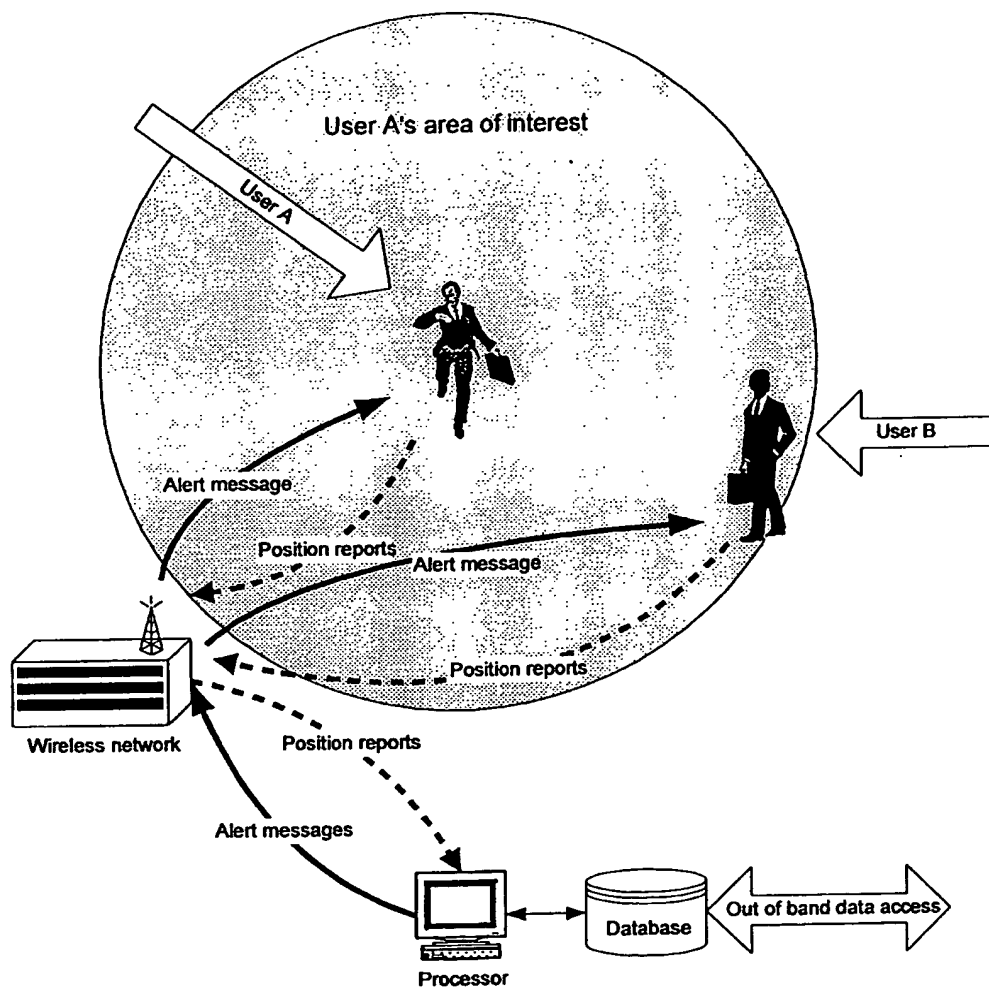 User A's area of interest
User A
User B
Alert message
Position reports
Alert message
Position reports
Wireless network
Position reports
Alert messages
Out of band data access
Database
Processor